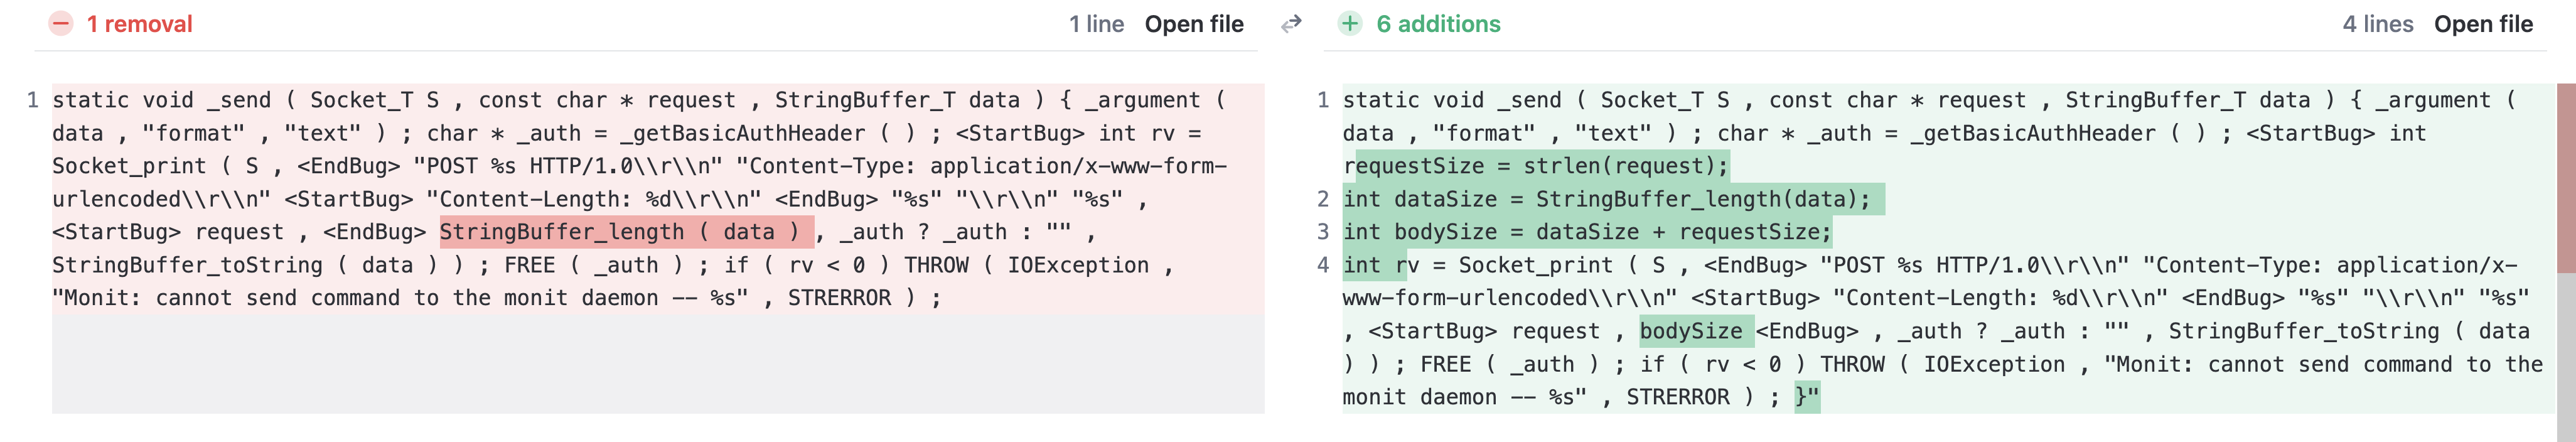 1 removal
1 line Open file
6 additions
4 lines Open file
1 static void _send ( Socket_T S , const char * request , StringBuffer_T data ) { _argument (
data , "format" , "text" ) ; char * _auth = _getBasicAuthHeader ( ) ; <StartBug> int rv =
Socket_print ( S , <EndBug> "POST %s HTTP/1.0\\r\\n" "Content-Type: application/x-www-form-
urlencoded\\r\\n" <StartBug> "Content-Length: %d\\r\\n" <EndBug> "%s" "\\r\\n" "%s" ,
<StartBug> request , <EndBug> StringBuffer_length ( data ) , _auth ? _auth : "" ,
StringBuffer_toString ( data ) ) ; FREE ( _auth ) ; if ( rv < 0 ) THROW ( IOException ,
"Monit: cannot send command to the monit daemon -- %s" , STRERROR ) ;
1 static void _send ( Socket_T S , const char * request , StringBuffer_T data ) { _argument (
data , "format" , "text" ) ; char * _auth = _getBasicAuthHeader ( ) ; <StartBug> int
requestSize = strlen(request);
2 int dataSize = StringBuffer_length(data);
3 int bodySize = dataSize + requestSize;
4 int rv = Socket_print ( S , <EndBug> "POST %s HTTP/1.0\\r\\n" "Content-Type: application/x-
www-form-urlencoded\\r\\n" <StartBug> "Content-Length: %d\\r\\n" <EndBug> "%s" "\\r\\n" "%s"
, <StartBug> request , bodySize <EndBug> , _auth ? _auth : "" , StringBuffer_toString ( data
) ) ; FREE ( _auth ) ; if ( rv < 0 ) THROW ( IOException , "Monit: cannot send command to the
monit daemon -- %s" , STRERROR ) ; }"